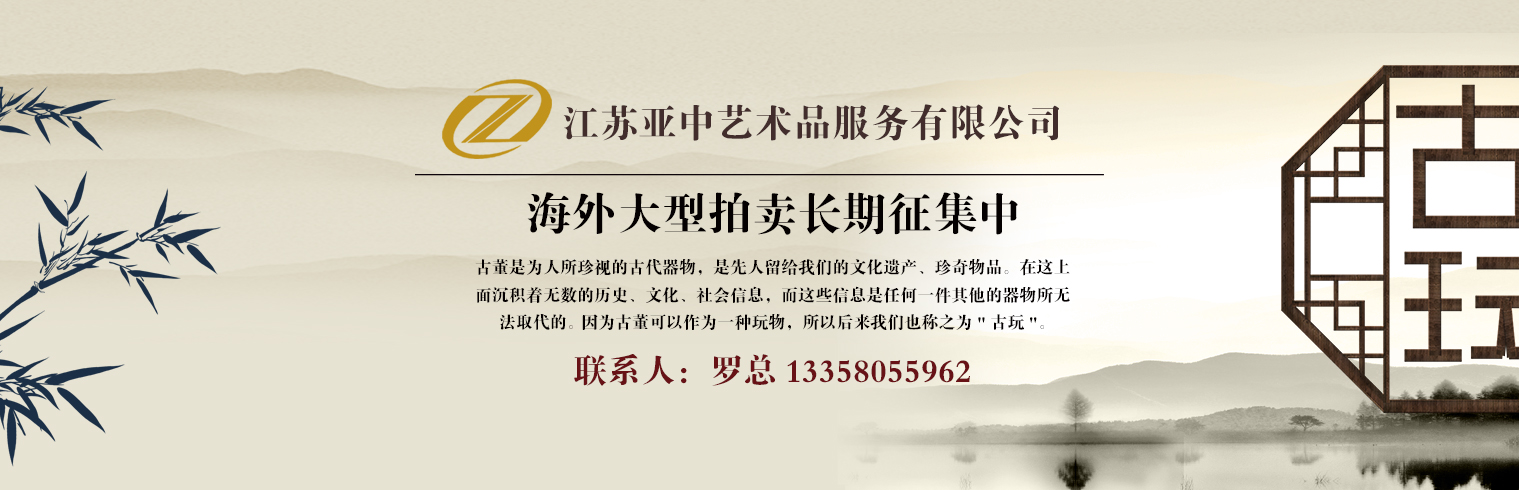 江苏亚中艺术品服务有限公司
海外大型拍卖长期征集中
古董是为人所珍视的古代器物，是先人留给我们的文化遗产、珍奇物品。在这上
面沉积着无数的历史、文化、社会信息，而这些信息是任何一件其他的器物所无
法取代的。因为古董可以作为一种玩物，所以后来我们也称之为"古玩"。
联系人：罗总 13358055962
古
玩